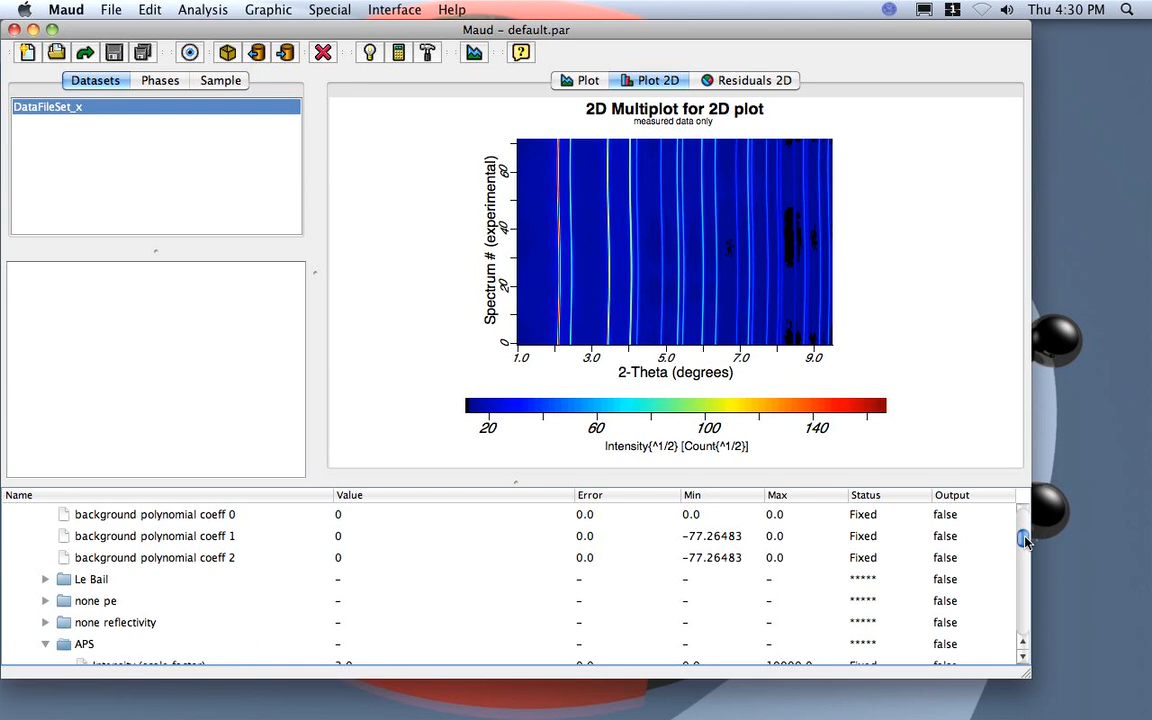 Maud File Edit Analysis Graphic Special Interface Help 1 Thu 4:30 PM
Maud – default.par
Datasets Phases Sample
Plot Plot 2D Residuals 2D
DataFileSet_x
2D Multiplot for 2D plot
measured data only
Spectrum # (experimental)
60
40
20
0
1.0 3.0 5.0 7.0 9.0
2-Theta (degrees)
20 60 100 140
Intensity{^1/2} [Count{^1/2}]
Name Value Error Min Max Status Output
background polynomial coeff 0 0 0.0 0.0 0.0 Fixed false
background polynomial coeff 1 0 0.0 -77.26483 0.0 Fixed false
background polynomial coeff 2 0 0.0 -77.26483 0.0 Fixed false
Le Bail – – – – ***** false
none pe – – – – ***** false
none reflectivity – – – – ***** false
APS – – – – ***** false